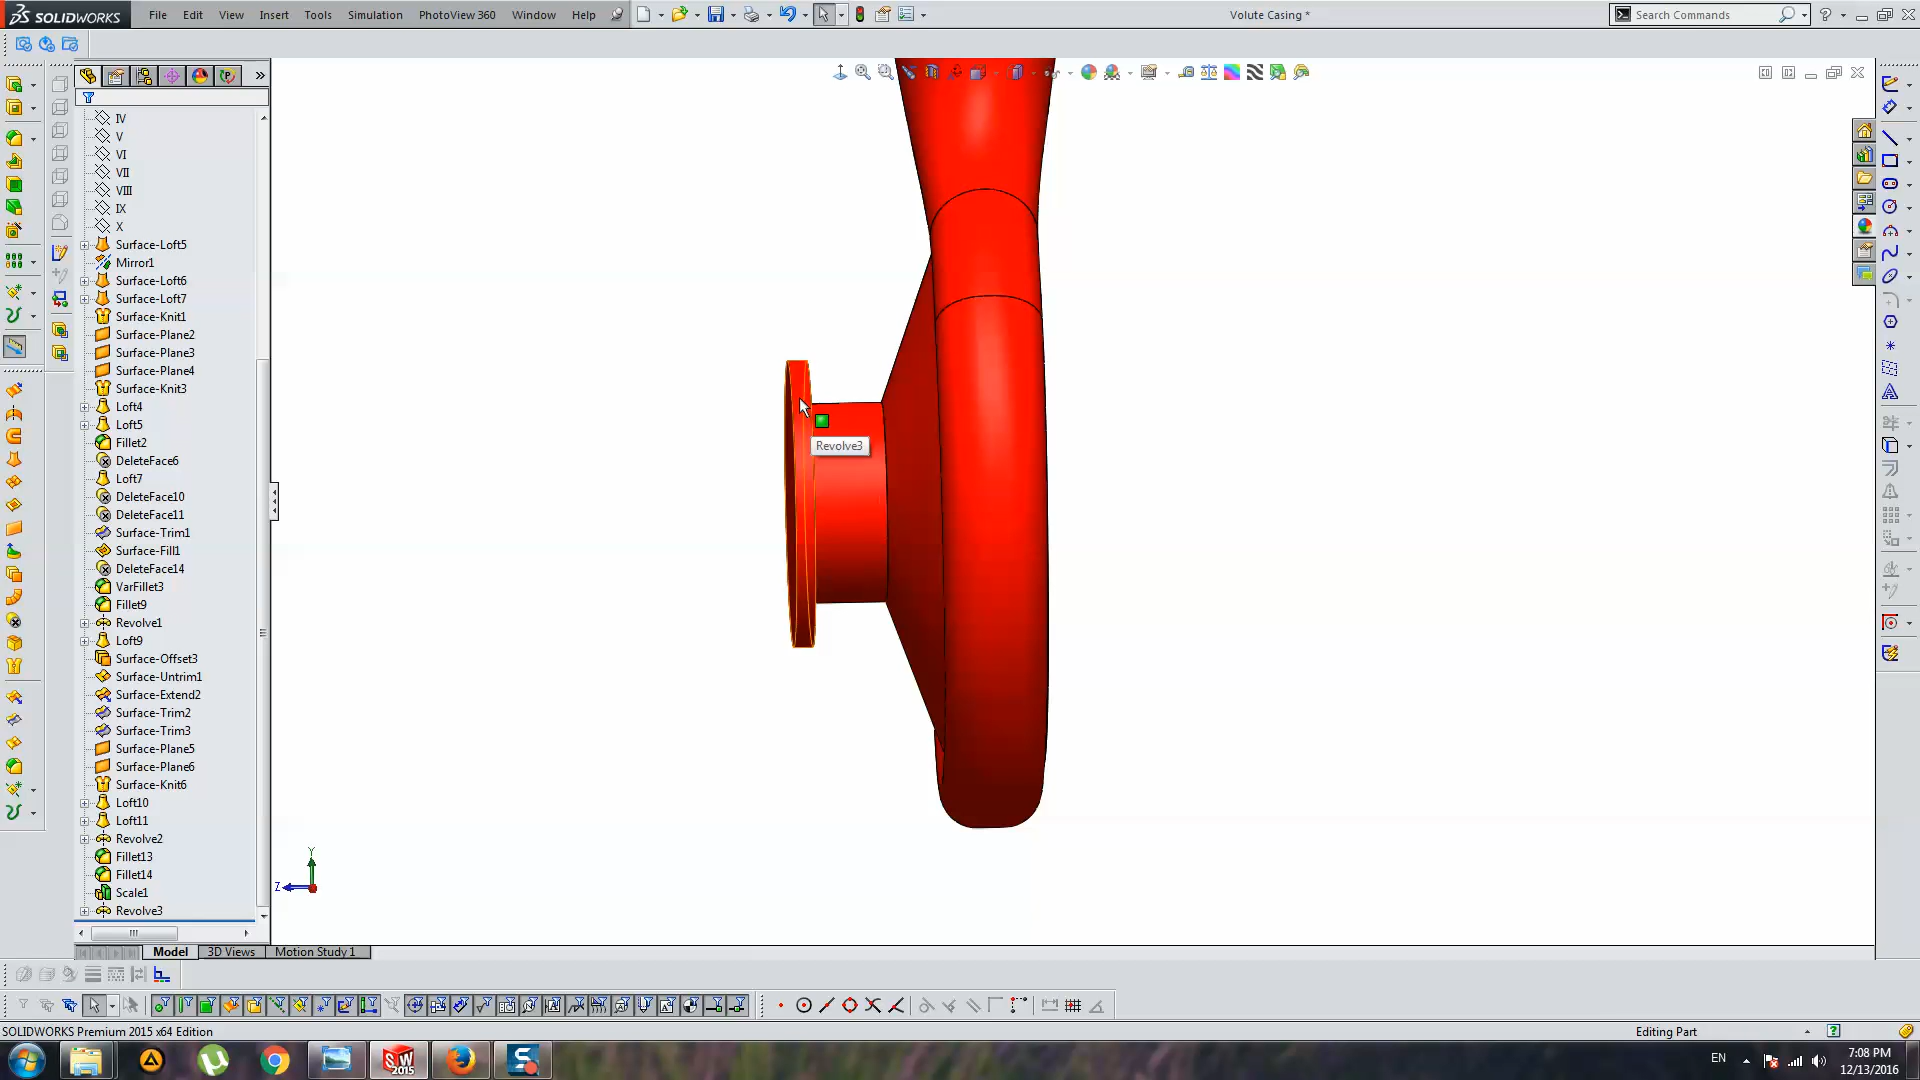 SOLIDWORKS File Edit View Insert Tools Simulation PhotoView 360 Window Help Volute Casing * Search Commands
IV
V
VI
VII
VIII
IX
X
Surface-Loft5
Mirror1
Surface-Loft6
Surface-Loft7
Surface-Knit1
Surface-Plane2
Surface-Plane3
Surface-Plane4
Surface-Knit3
Loft4
Loft5
Fillet2
DeleteFace6
Loft7
DeleteFace10
DeleteFace11
Surface-Trim1
Surface-Fill1
DeleteFace14
VarFillet3
Fillet9
Revolve1
Loft9
Surface-Offset3
Surface-Untrim1
Surface-Extend2
Surface-Trim2
Surface-Trim3
Surface-Plane5
Surface-Plane6
Surface-Knit6
Loft10
Loft11
Revolve2
Fillet13
Fillet14
Scale1
Revolve3
Revolve3
Y
Z
Model 3D Views Motion Study 1
SOLIDWORKS Premium 2015 x64 Edition Editing Part
SW 2015
EN
7:08 PM
12/13/2016